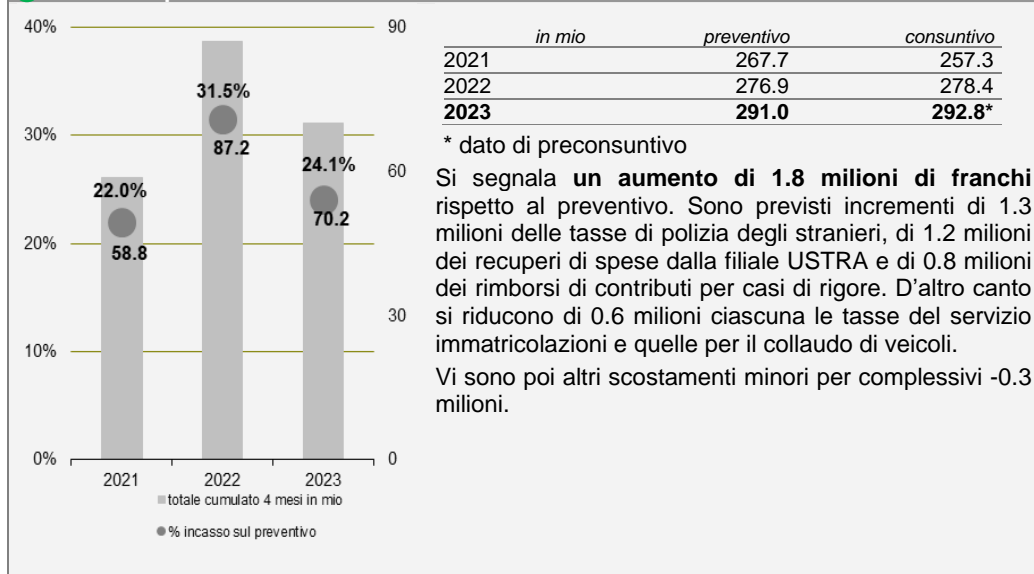 40%
90
31.5%
87.2
30%
24.1%
22.0%
60
70.2
20%
58.8
30
10%
0%
0
2021
2022
2023
totale cumulato 4 mesi in mio
% incasso sul preventivo
in mio preventivo consuntivo
2021 267.7 257.3
2022 276.9 278.4
2023 291.0 292.8*
* dato di preconsuntivo
Si segnala un aumento di 1.8 milioni di franchi
rispetto al preventivo. Sono previsti incrementi di 1.3
milioni delle tasse di polizia degli stranieri, di 1.2 milioni
dei recuperi di spese dalla filiale USTRA e di 0.8 milioni
dei rimborsi di contributi per casi di rigore. D’altro canto
si riducono di 0.6 milioni ciascuna le tasse del servizio
immatricolazioni e quelle per il collaudo di veicoli.
Vi sono poi altri scostamenti minori per complessivi -0.3
milioni.